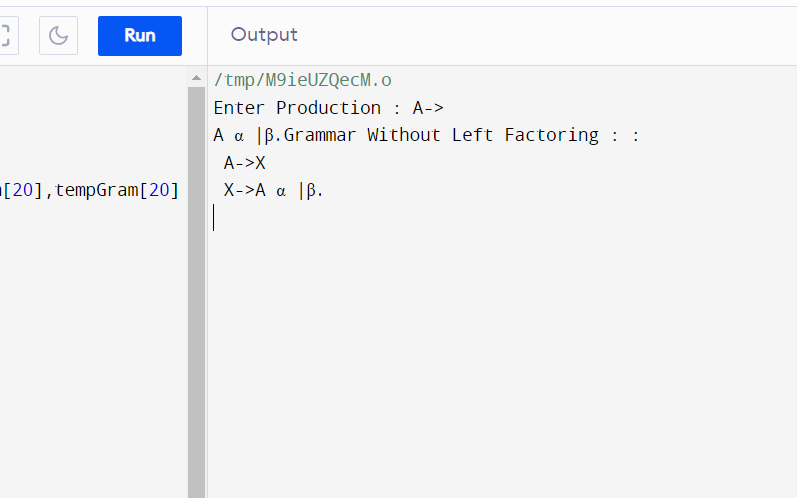 Run
Output
/tmp/M9ieUZQecM.o
Enter Production : A->
A α |β.Grammar Without Left Factoring : :
A->X
[20],tempGram[20]
X->A α |β.